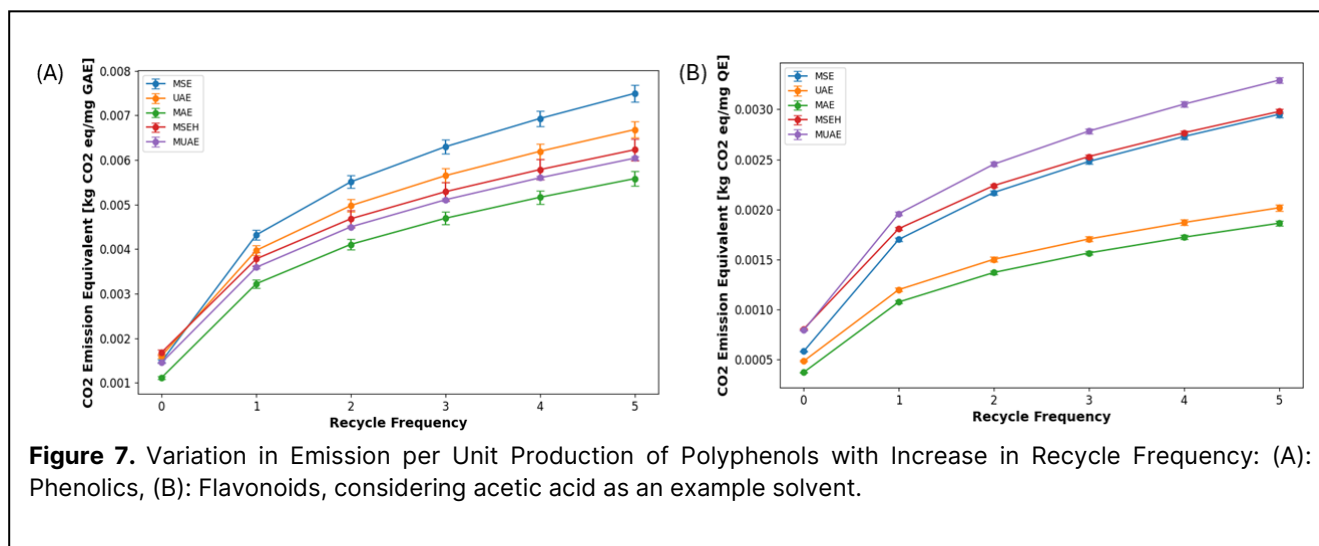 (A)
CO2 Emission Equivalent [kg CO2 eq/mg GAE]
0.008
0.007
0.006
0.005
0.004
0.003
0.002
0.001
MSE
UAE
MAE
MSEH
MUAE
0 1 2 3 4 5
Recycle Frequency
(B)
CO2 Emission Equivalent [kg CO2 eq/mg QE]
0.0030
0.0025
0.0020
0.0015
0.0010
0.0005
MSE
UAE
MAE
MSEH
MUAE
0 1 2 3 4 5
Recycle Frequency
Figure 7. Variation in Emission per Unit Production of Polyphenols with Increase in Recycle Frequency: (A):
Phenolics, (B): Flavonoids, considering acetic acid as an example solvent.